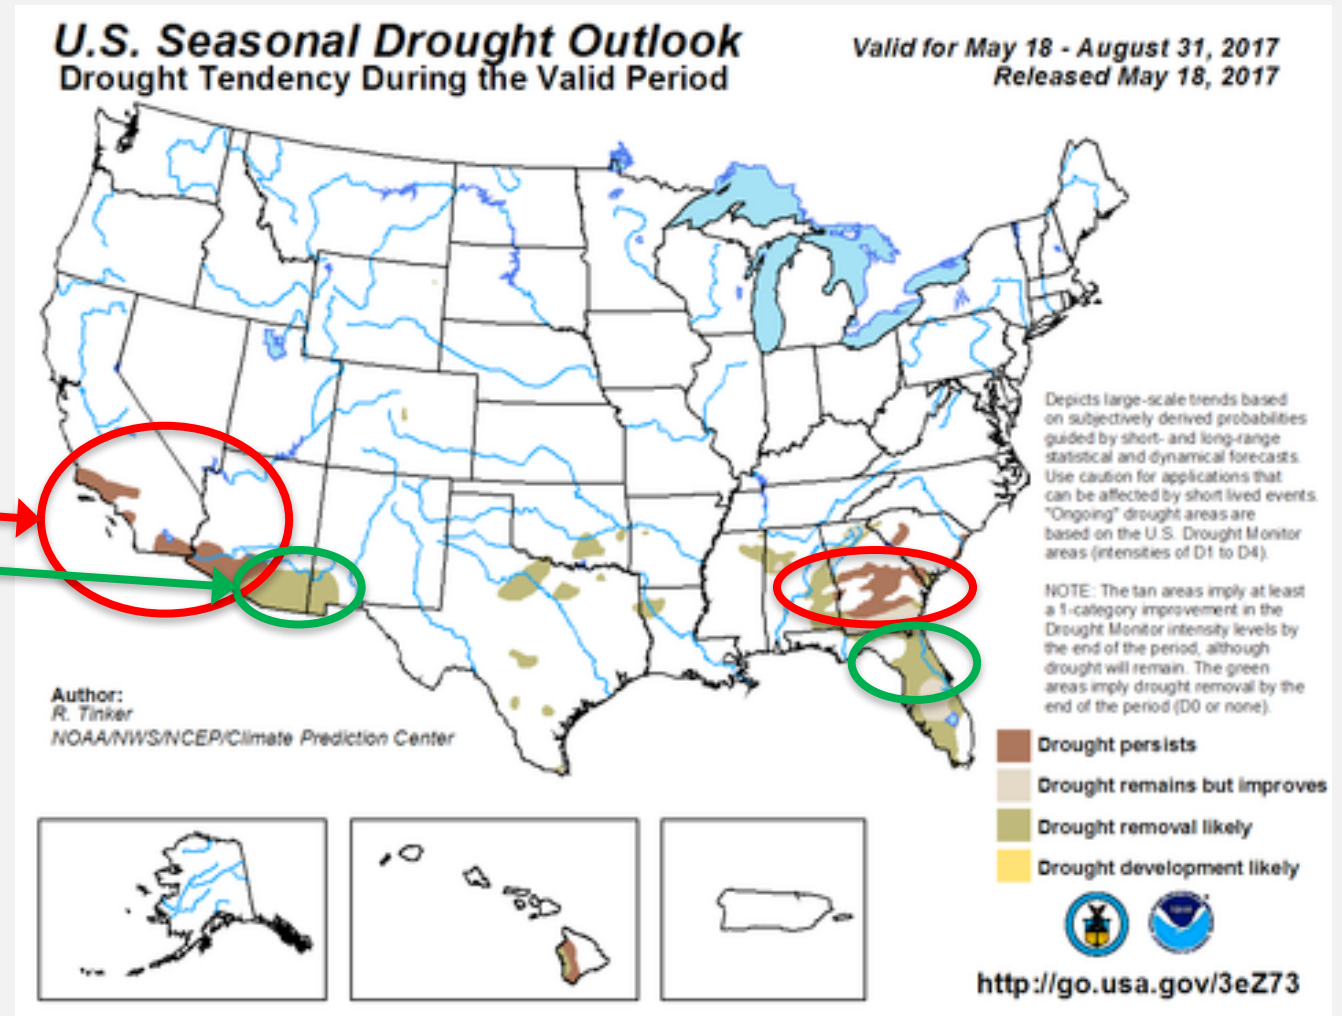 U.S. Seasonal Drought Outlook
Drought Tendency During the Valid Period
Valid for May 18 - August 31, 2017
Released May 18, 2017
Depicts large-scale trends based
on subjectively derived probabilities
guided by short- and long-range
statistical and dynamical forecasts.
Use caution for applications that
can be affected by short lived events.
"Ongoing" drought areas are
based on the U.S. Drought Monitor
areas (intensities of D1 to D4).
NOTE: The tan areas imply at least
a 1-category improvement in the
Drought Monitor intensity levels by
the end of the period, although
drought will remain. The green
areas imply drought removal by the
end of the period (D0 or none).
Author:
R. Tinker
NOAA/NWS/NCEP/Climate Prediction Center
Drought persists
Drought remains but improves
Drought removal likely
Drought development likely
http://go.usa.gov/3eZ73